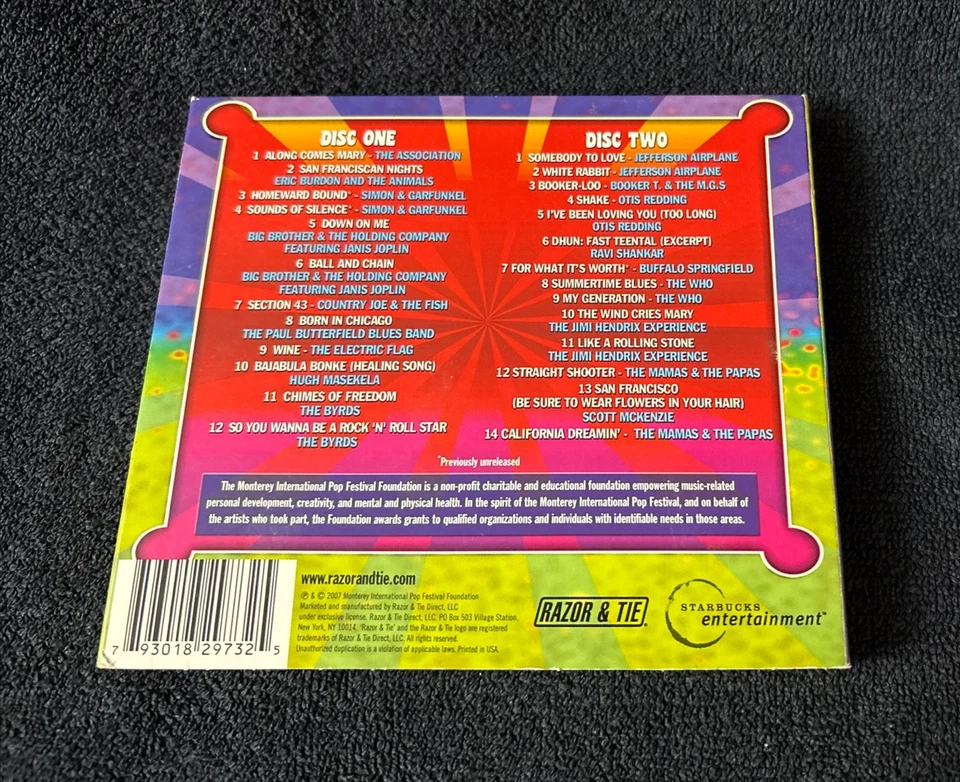 DISC ONE
1 ALONG COMES MARY - THE ASSOCIATION
2 SAN FRANCISCAN NIGHTS
ERIC BURDON AND THE ANIMALS
3 HOMEWARD BOUND* - SIMON & GARFUNKEL
4 SOUNDS OF SILENCE* - SIMON & GARFUNKEL
5 DOWN ON ME
BIG BROTHER & THE HOLDING COMPANY
FEATURING JANIS JOPLIN
6 BALL AND CHAIN
BIG BROTHER & THE HOLDING COMPANY
FEATURING JANIS JOPLIN
7 SECTION 43 - COUNTRY JOE & THE FISH
8 BORN IN CHICAGO
THE PAUL BUTTERFIELD BLUES BAND
9 WINE - THE ELECTRIC FLAG
10 BAJABULA BONKE (HEALING SONG)
HUGH MASEKELA
11 CHIMES OF FREEDOM
THE BYRDS
12 SO YOU WANNA BE A ROCK 'N' ROLL STAR
THE BYRDS
DISC TWO
1 SOMEBODY TO LOVE - JEFFERSON AIRPLANE
2 WHITE RABBIT - JEFFERSON AIRPLANE
3 BOOKER-LOO - BOOKER T. & THE M.G.S
4 SHAKE - OTIS REDDING
5 I'VE BEEN LOVING YOU (TOO LONG)
OTIS REDDING
6 DHUN: FAST TEENTAL (EXCERPT)
RAVI SHANKAR
7 FOR WHAT IT'S WORTH* - BUFFALO SPRINGFIELD
8 SUMMERTIME BLUES - THE WHO
9 MY GENERATION - THE WHO
10 THE WIND CRIES MARY
THE JIMI HENDRIX EXPERIENCE
11 LIKE A ROLLING STONE
THE JIMI HENDRIX EXPERIENCE
12 STRAIGHT SHOOTER - THE MAMAS & THE PAPAS
13 SAN FRANCISCO
(BE SURE TO WEAR FLOWERS IN YOUR HAIR)
SCOTT MCKENZIE
14 CALIFORNIA DREAMIN' - THE MAMAS & THE PAPAS
*Previously unreleased
The Monterey International Pop Festival Foundation is a non-profit charitable and educational foundation empowering music-related
personal development, creativity, and mental and physical health. In the spirit of the Monterey International Pop Festival, and on behalf of
the artists who took part, the Foundation awards grants to qualified organizations and individuals with identifiable needs in those areas.
7 93018 29732 5
www.razorandtie.com
℗ & © 2007 Monterey International Pop Festival Foundation
Marketed and manufactured by Razor & Tie Direct, LLC
under exclusive license. Razor & Tie Direct, LLC. PO Box 503 Village Station,
New York, NY 10014. 'Razor & Tie' and the Razor & Tie logo are registered
trademarks of Razor & Tie Direct, LLC. All rights reserved.
Unauthorized duplication is a violation of applicable laws. Printed in USA.
RAZOR & TIE®
STARBUCKS
entertainment™